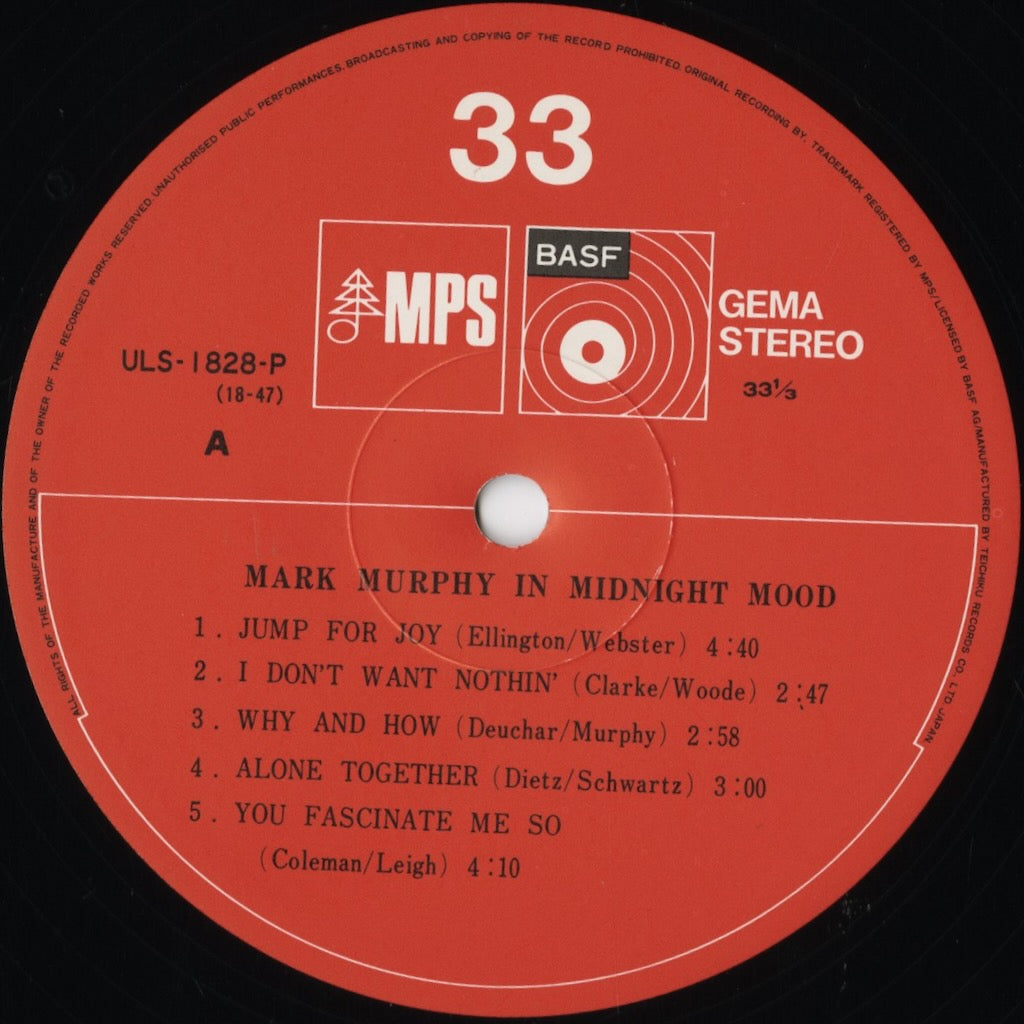 ALL RIGHTS OF THE MANUFACTURE AND OF THE OWNER OF THE RECORDED WORKS RESERVED. UNAUTHORISED PUBLIC PERFORMANCES, BROADCASTING AND COPYING OF THE RECORD PROHIBITED ORIGINAL RECORDING BY. TRADEMARK REGISTERED BY MPS/LICENSED BY BASF AG/MANUFACTURED BY TEICHIKU RECORDS CO. LTD. JAPAN
33
MPS
BASF
GEMA
STEREO
33⅓
ULS-1828-P
(18-47)
A
MARK MURPHY IN MIDNIGHT MOOD
1. JUMP FOR JOY (Ellington/Webster) 4:40
2. I DON'T WANT NOTHIN' (Clarke/Woode) 2:47
3. WHY AND HOW (Deuchar/Murphy) 2:58
4. ALONE TOGETHER (Dietz/Schwartz) 3:00
5. YOU FASCINATE ME SO
(Coleman/Leigh) 4:10